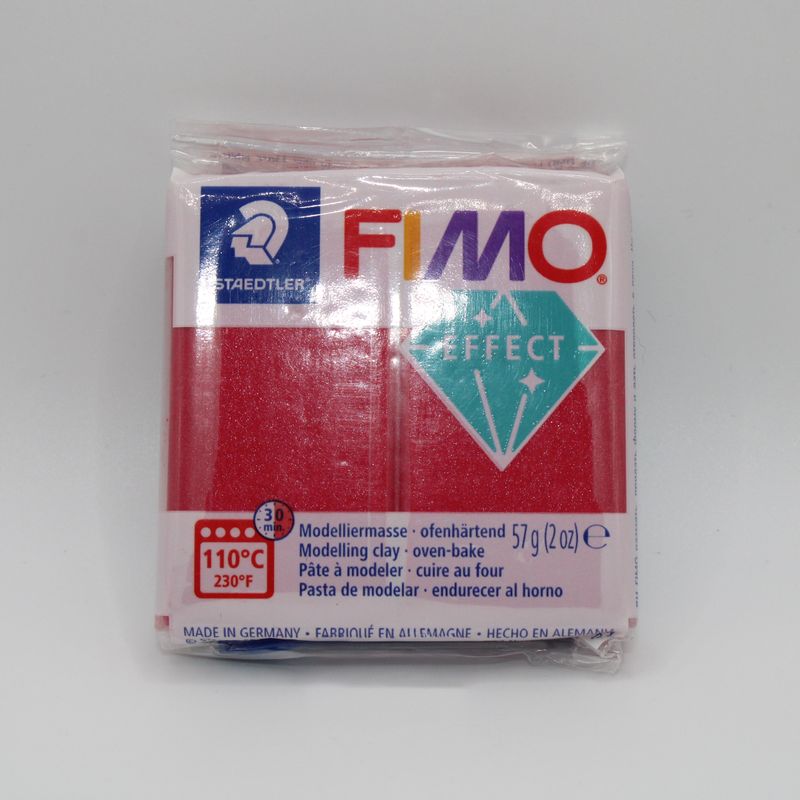 STAEDTLER
FIMO®
EFFECT
30 min.
110°C
230°F
Modelliermasse · ofenhärtend
Modelling clay · oven-bake
Pâte à modeler · cuire au four
Pasta de modelar · endurecer al horno
57 g (2 oz) ℮
MADE IN GERMANY · FABRIQUÉ EN ALLEMAGNE · HECHO EN ALEMANIA